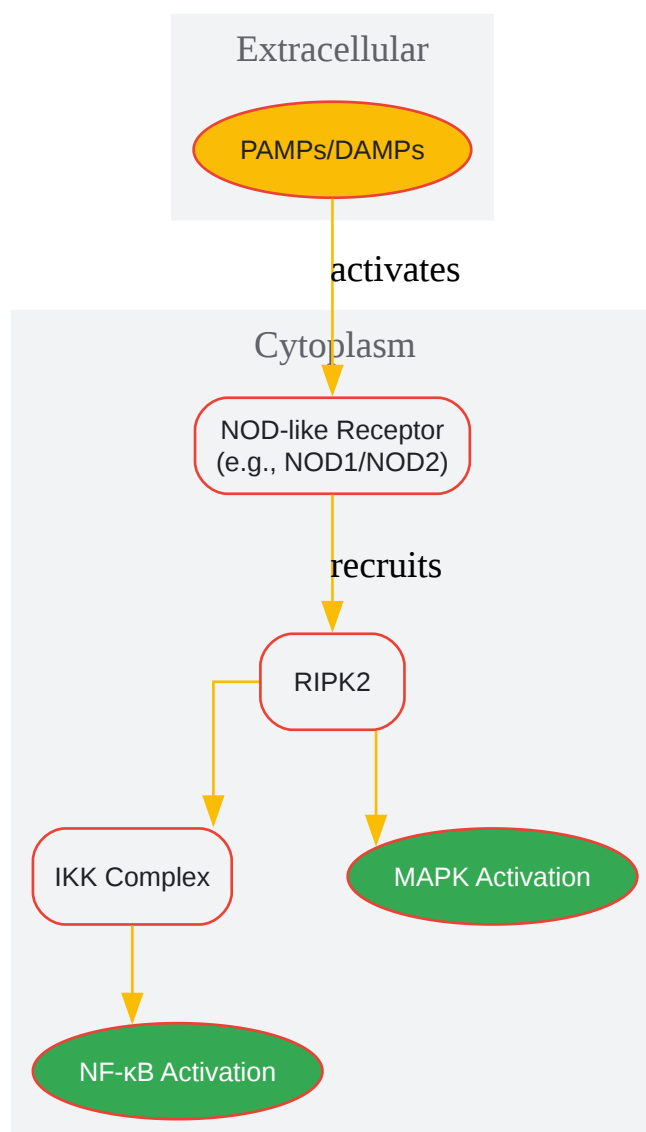 Extracellular
PAMPs/DAMPs
activates
Cytoplasm
NOD-like Receptor
(e.g., NOD1/NOD2)
recruits
RIPK2
IKK Complex
MAPK Activation
NF-κB Activation